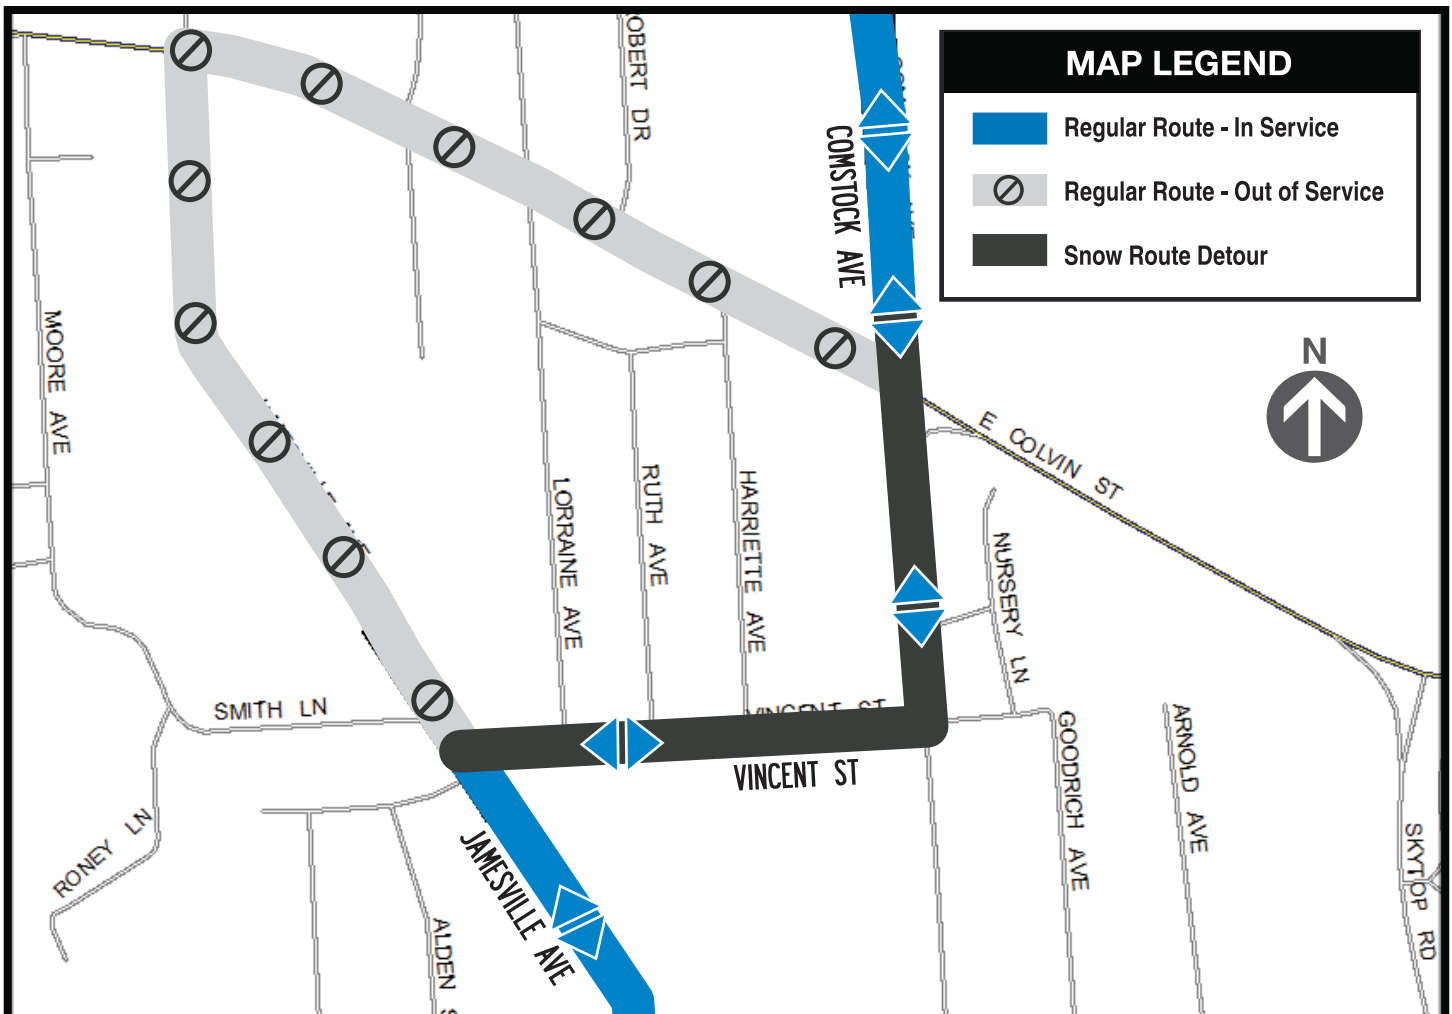 MAP LEGEND
Regular Route - In Service
Regular Route - Out of Service
Snow Route Detour
N
OBERT DR
COMSTOCK AVE
MOORE AVE
E COLVIN ST
LORRAINE AVE
RUTH AVE
HARRIETTE AVE
NURSERY LN
SMITH LN
VINCENT ST
VINCENT ST
GOODRICH AVE
ARNOLD AVE
SKYTOP RD
RONEY LN
JAMESVILLE AVE
ALDEN S